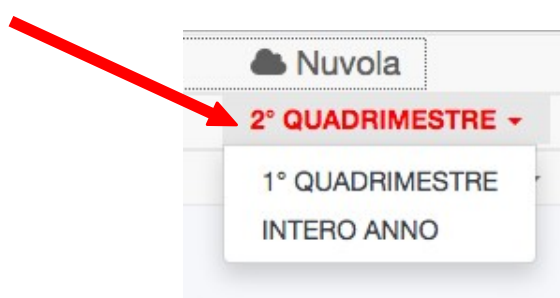 Nuvola
2° QUADRIMESTRE
1° QUADRIMESTRE
INTERO ANNO